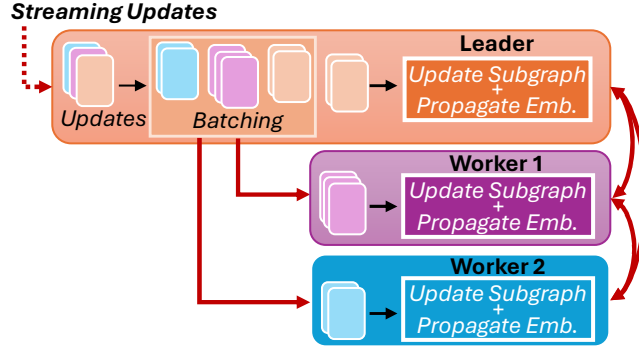 Streaming Updates
Leader
Updates
Batching
Update Subgraph
+
Propagate Emb.
Worker 1
Update Subgraph
+
Propagate Emb.
Worker 2
Update Subgraph
+
Propagate Emb.